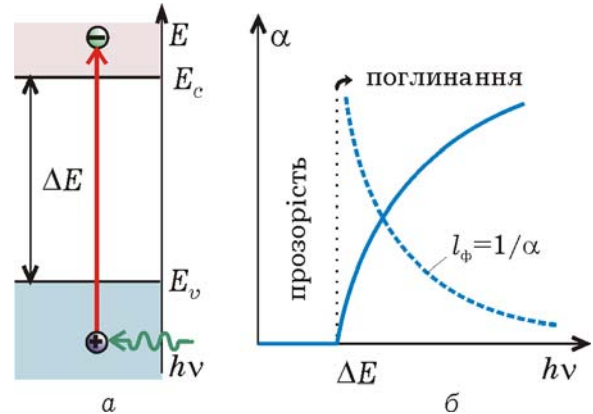 E
E_c
ΔE
E_v
hν
а
α
поглинання
прозорість
l_ф=1/α
ΔE
hν
б